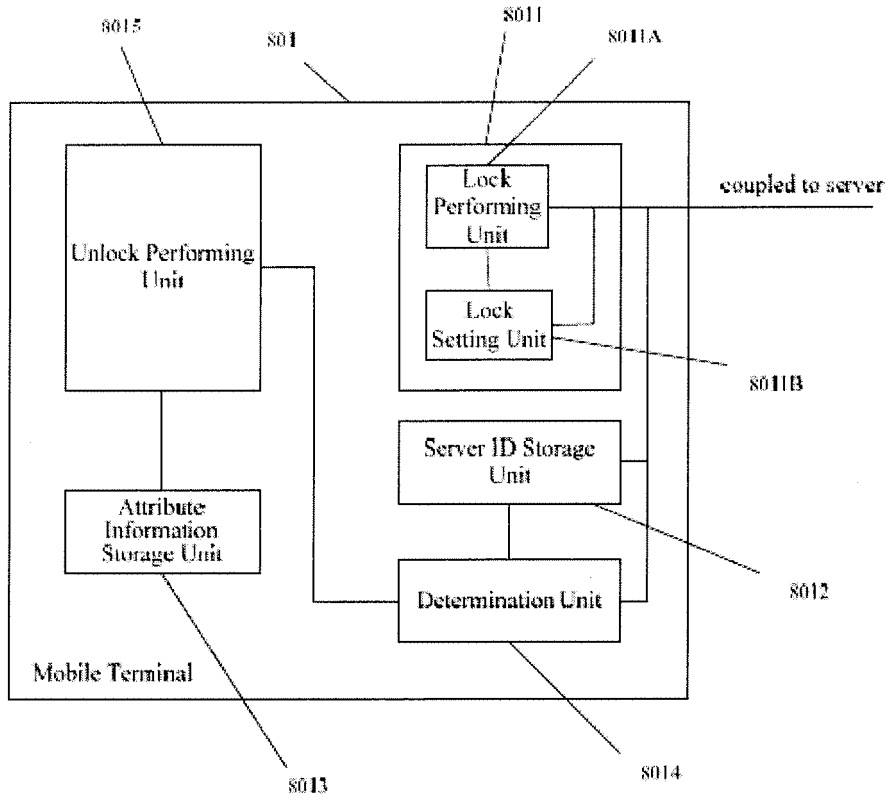 8015
801
8011
8011A
Unlock Performing
Unit
Lock
Performing
Unit
coupled to server
Lock
Setting Unit
8011B
Server ID Storage
Unit
Attribute
Information
Storage Unit
Determination Unit
8012
Mobile Terminal
8013
8014